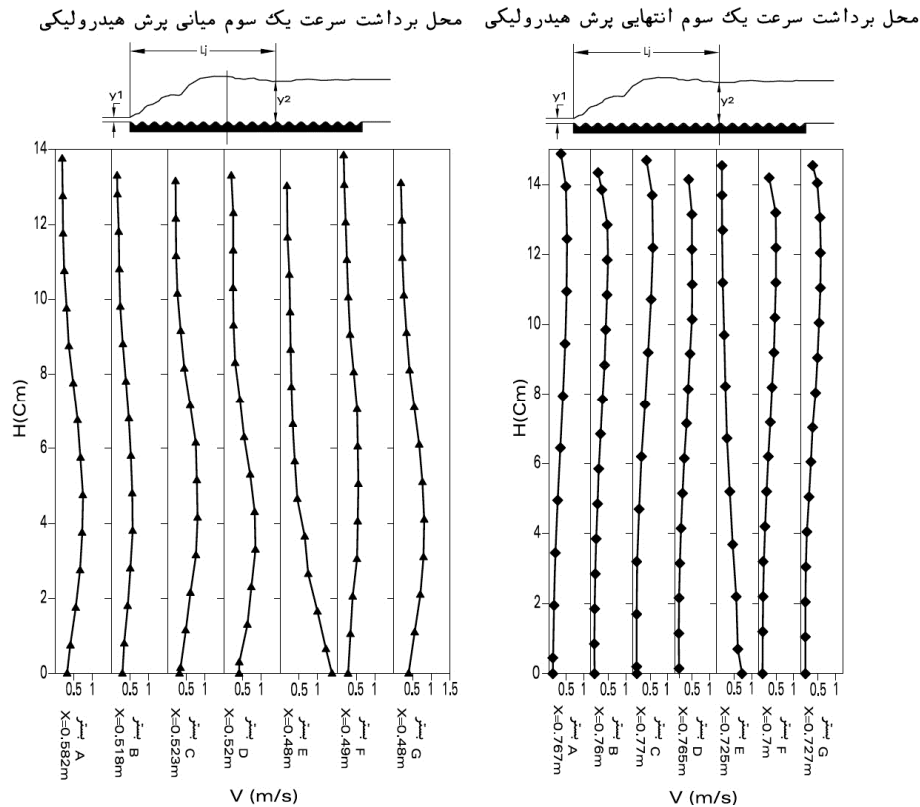 محل برداشت سرعت یک سوم میانی پرش هیدرولیکی
Lj
y1
y2
14
12
10
8
6
4
2
0
H(Cm)
0.5 1 0.5 1 0.5 1 0.5 1 0.5 1 0.5 1 0.5 1 1.5
بستر A
X=0.582m
بستر B
X=0.518m
بستر C
X=0.523m
بستر D
X=0.52m
بستر E
X=0.48m
بستر F
X=0.49m
بستر G
X=0.48m
V (m/s)
محل برداشت سرعت یک سوم انتهایی پرش هیدرولیکی
Lj
y1
y2
14
12
10
8
6
4
2
0
H(Cm)
0.5 1 0.5 1 0.5 1 0.5 1 0.5 1 0.5 1 0.5 1
بستر A
X=0.767m
بستر B
X=0.76m
بستر C
X=0.77m
بستر D
X=0.765m
بستر E
X=0.725m
بستر F
X=0.7m
بستر G
X=0.727m
V (m/s)